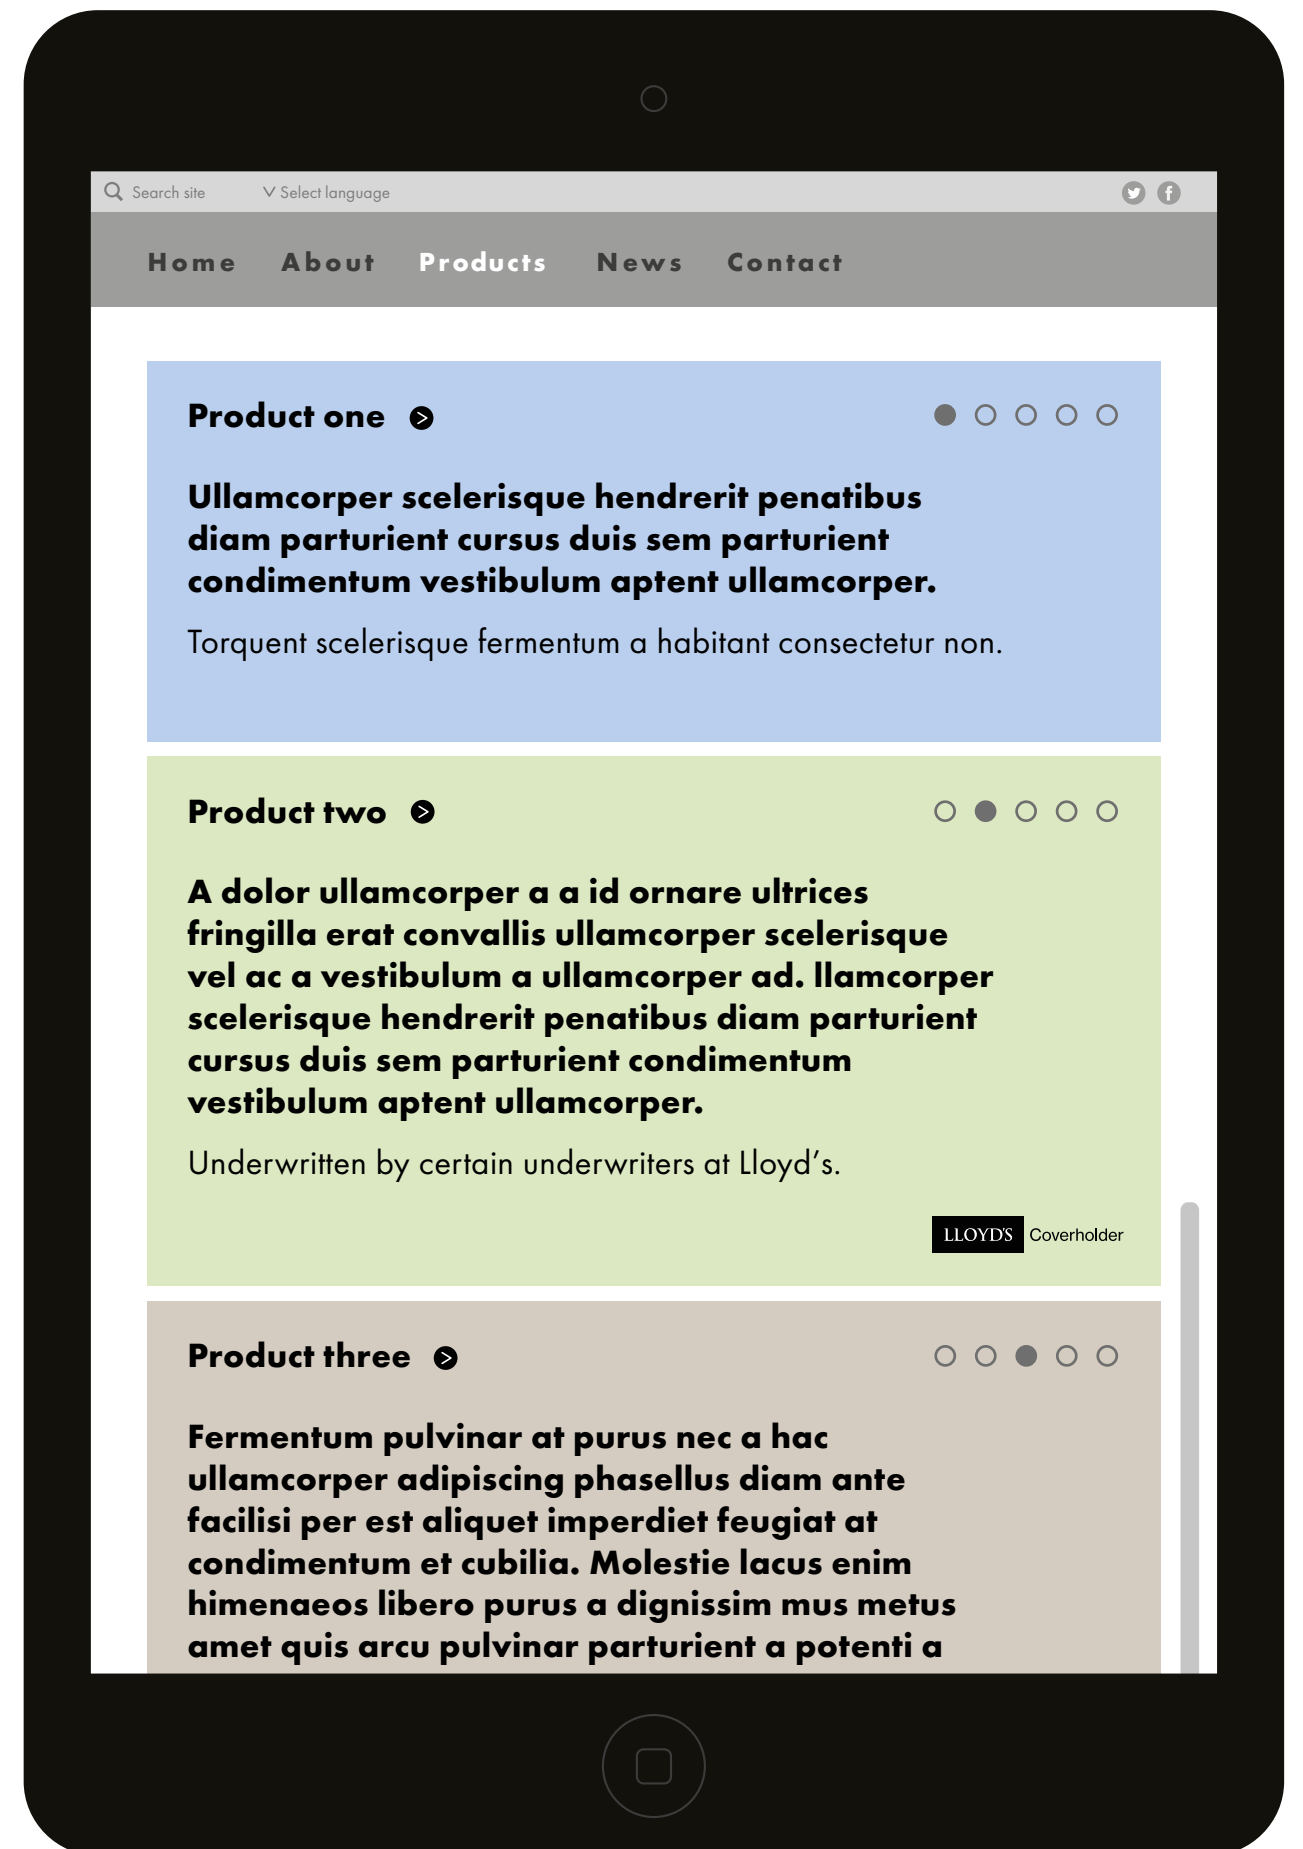 Search site
Select language
Home About Products News Contact
Product one
Ullamcorper scelerisque hendrerit penatibus
diam parturient cursus duis sem parturient
condimentum vestibulum aptent ullamcorper.
Torquent scelerisque fermentum a habitant consectetur non.
Product two
A dolor ullamcorper a a id ornare ultrices
fringilla erat convallis ullamcorper scelerisque
vel ac a vestibulum a ullamcorper ad. llamcorper
scelerisque hendrerit penatibus diam parturient
cursus duis sem parturient condimentum
vestibulum aptent ullamcorper.
Underwritten by certain underwriters at Lloyd’s.
LLOYD’S Coverholder
Product three
Fermentum pulvinar at purus nec a hac
ullamcorper adipiscing phasellus diam ante
facilisi per est aliquet imperdiet feugiat at
condimentum et cubilia. Molestie lacus enim
himenaeos libero purus a dignissim mus metus
amet quis arcu pulvinar parturient a potenti a